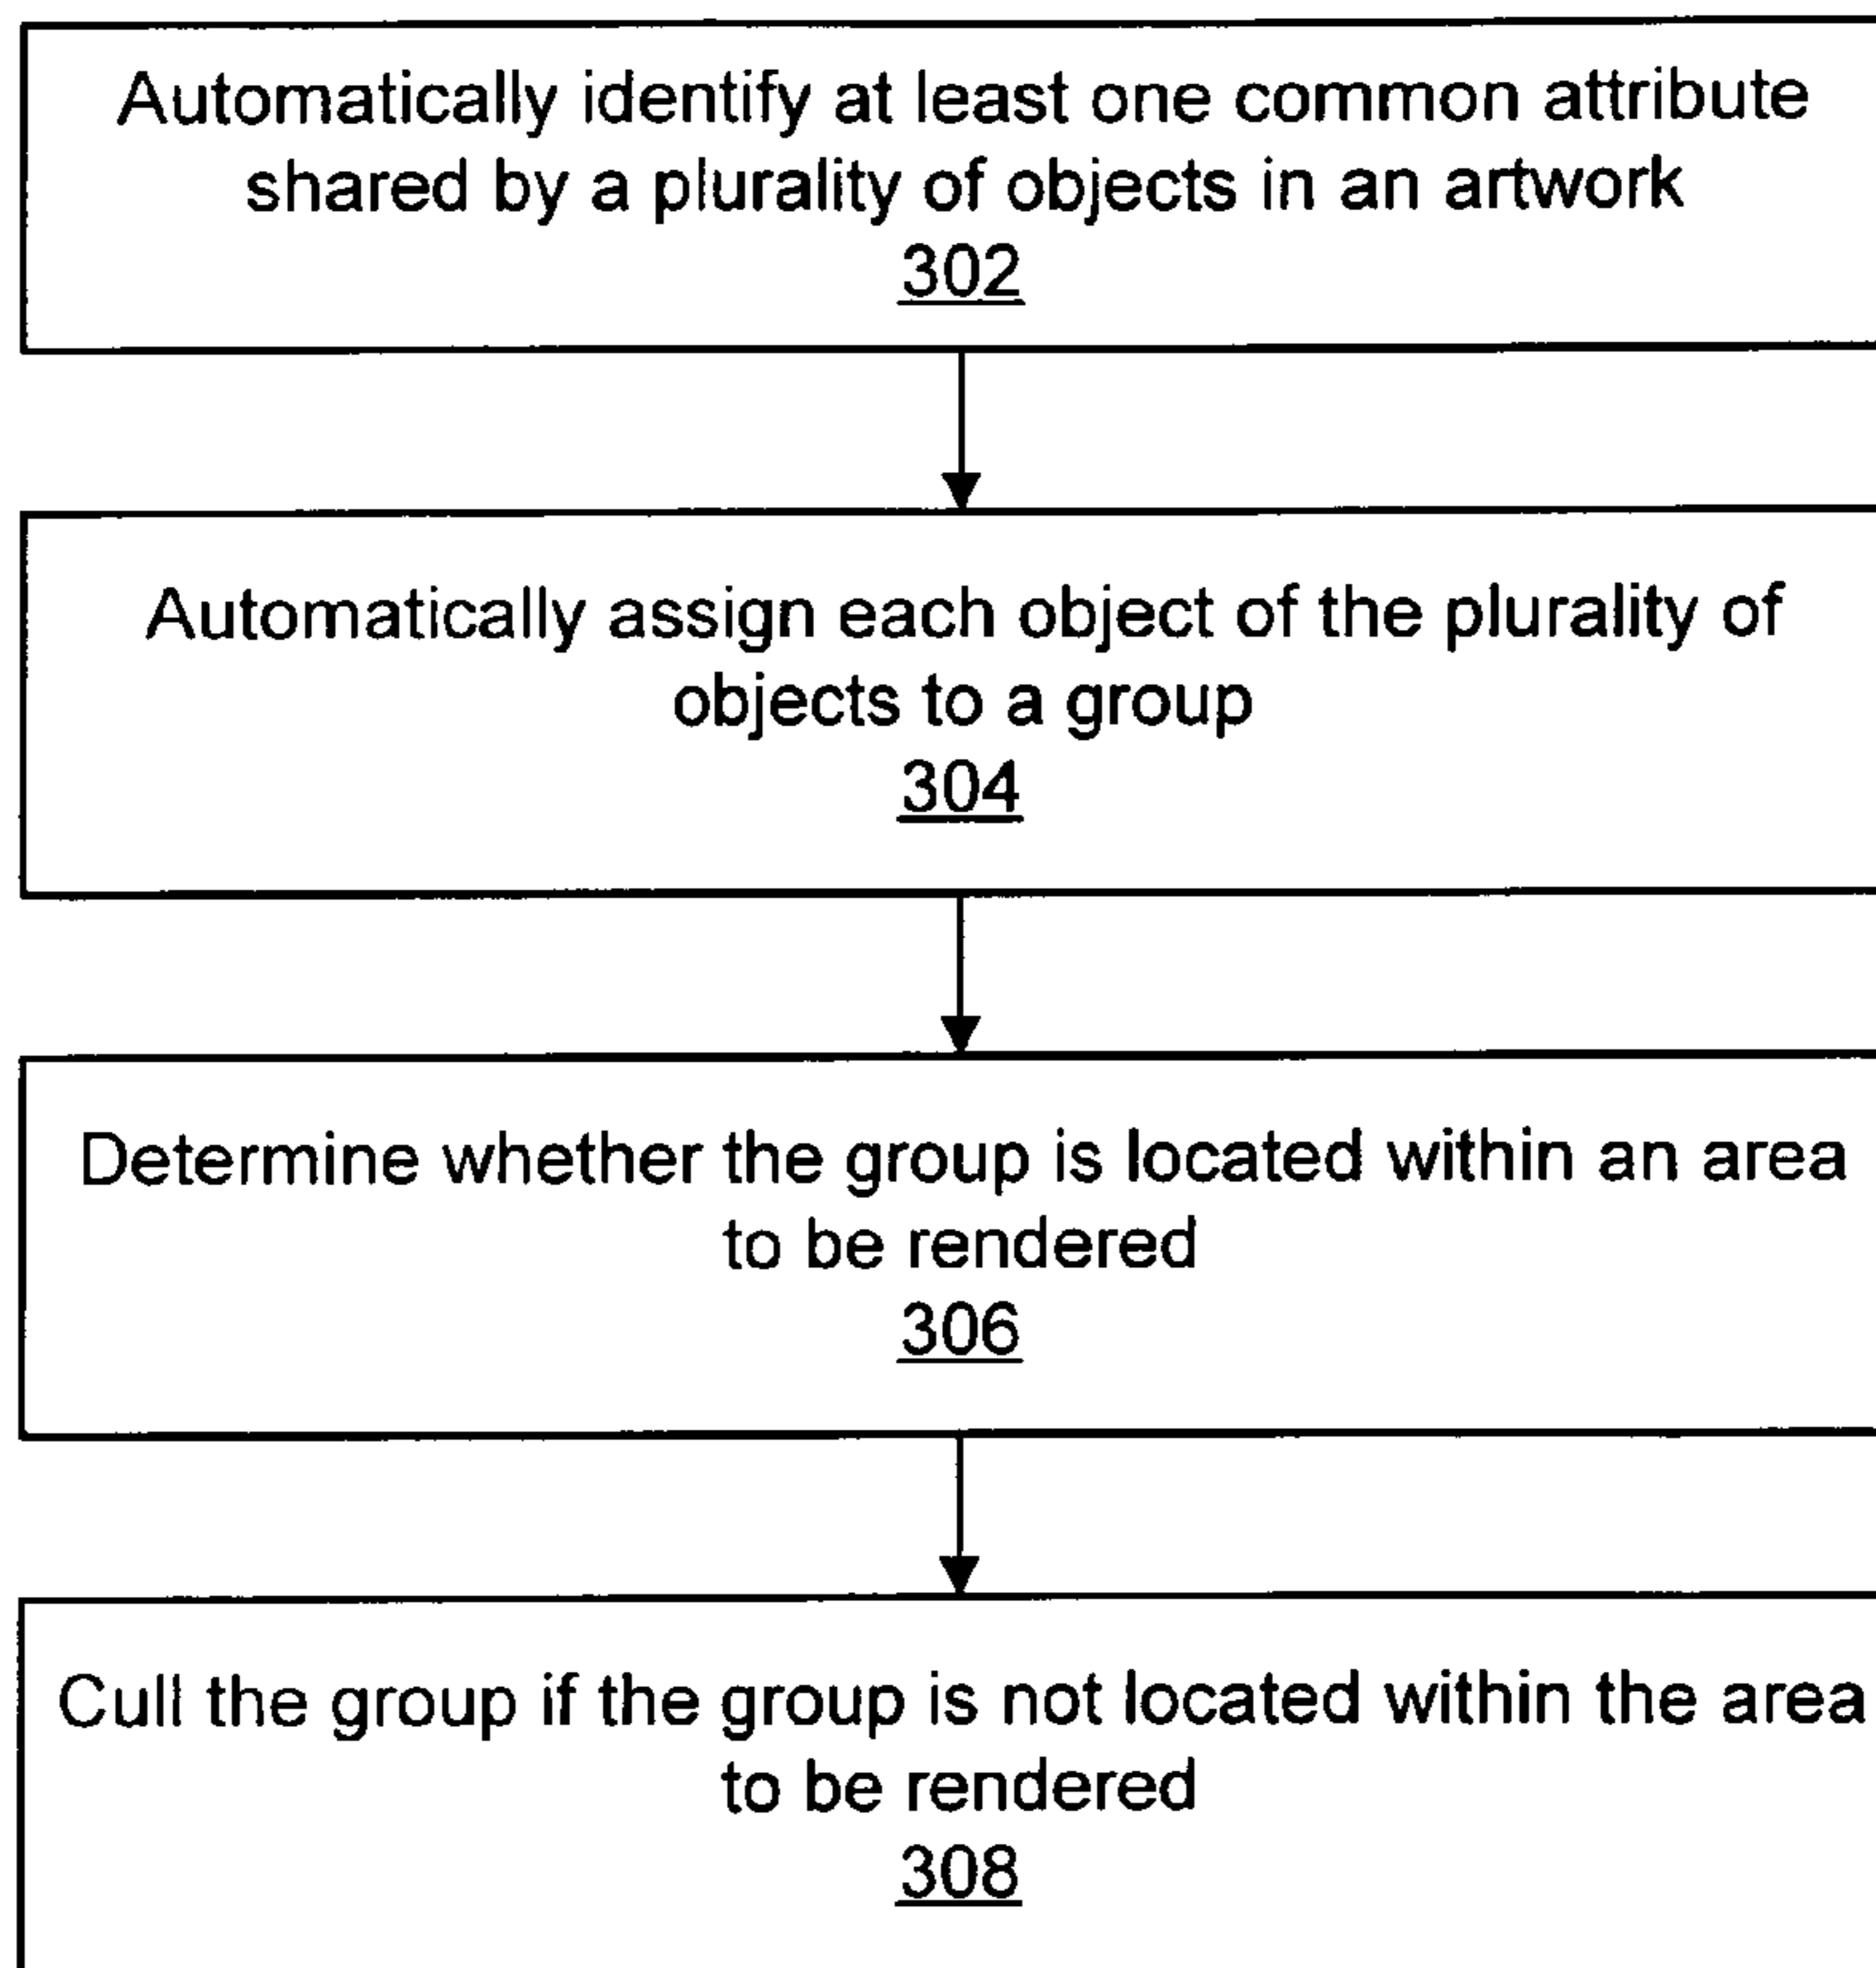 Automatically identify at least one common attribute
shared by a plurality of objects in an artwork
302
Automatically assign each object of the plurality of
objects to a group
304
Determine whether the group is located within an area
to be rendered
306
Cull the group if the group is not located within the area
to be rendered
308